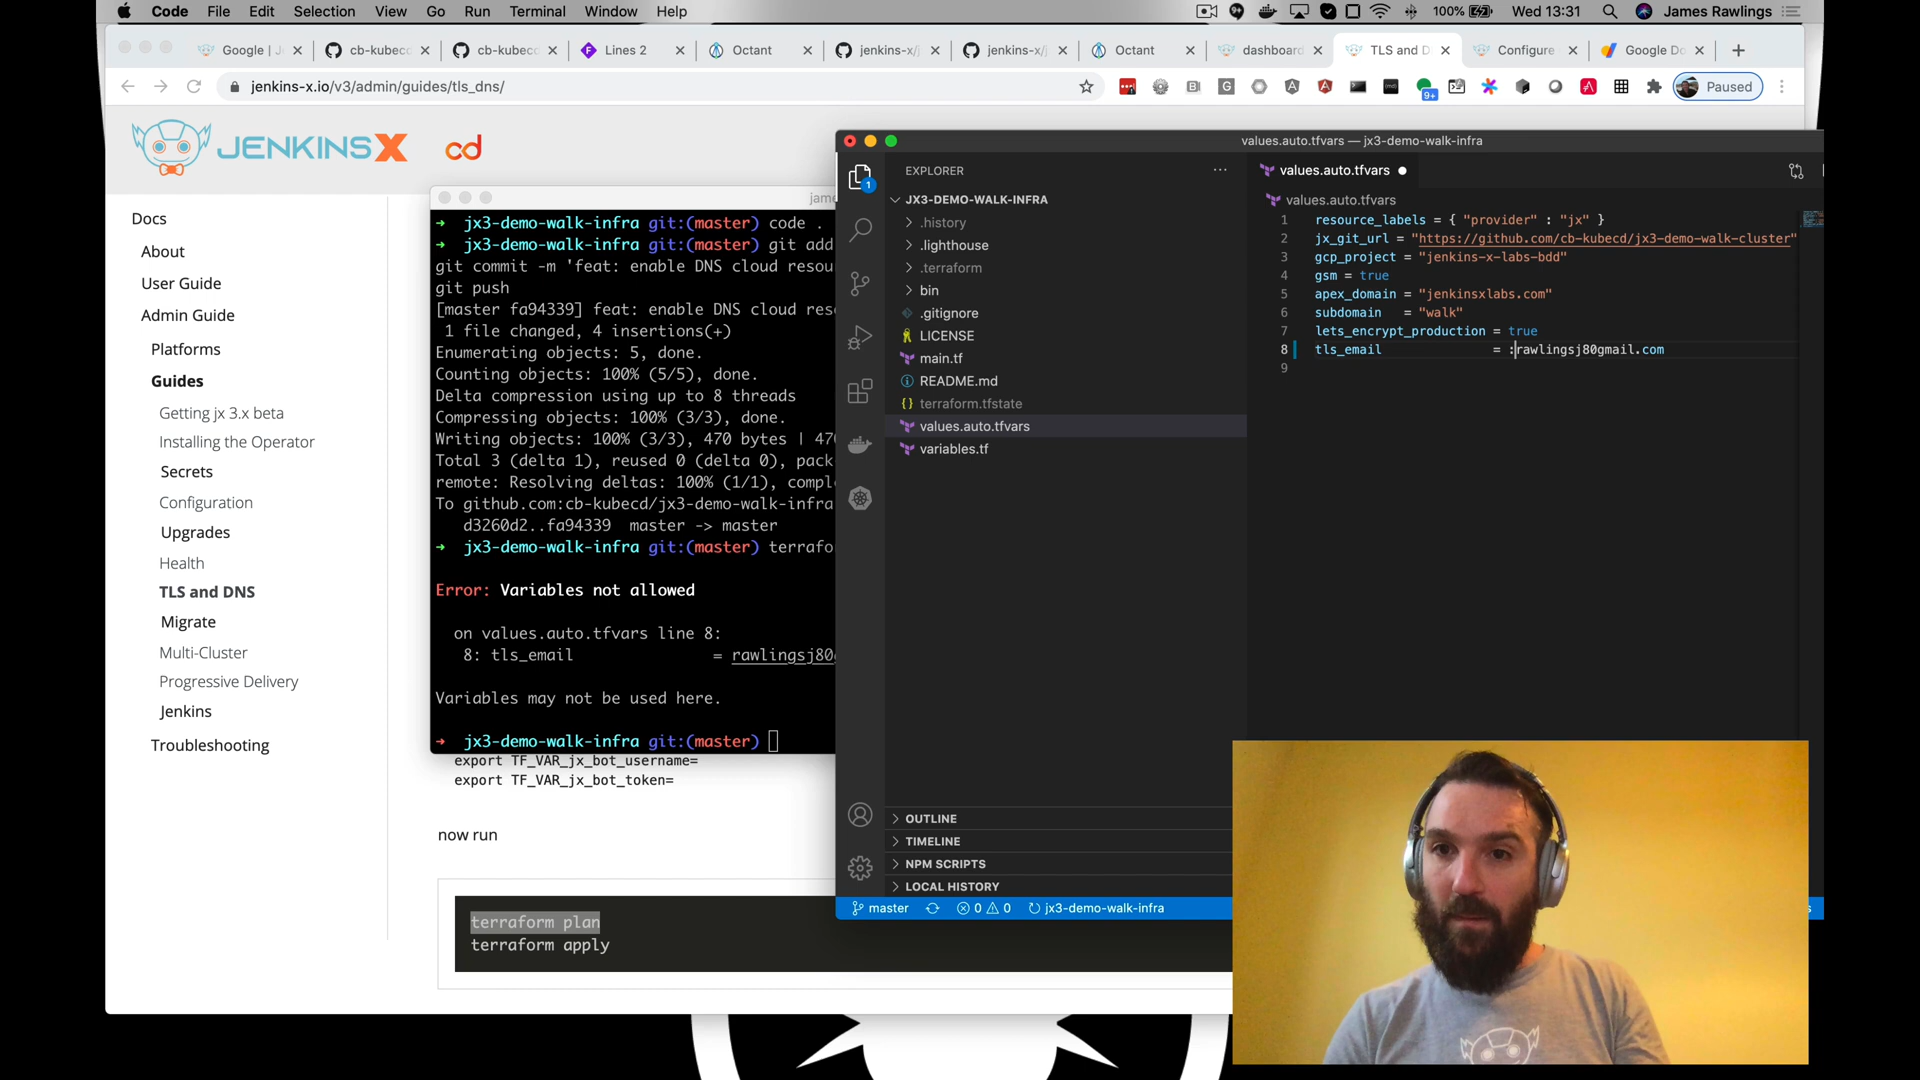 Code File Edit Selection View Go Run Terminal Window Help 100% Wed 13:31 James Rawlings
Google | J cb-kubec cb-kubec Lines 2 Octant jenkins-x/j jenkins-x/j Octant dashboard TLS and D Configure Google Do
jenkins-x.io/v3/admin/guides/tls_dns/
9+
Paused
JENKINSX cd
Docs
About
User Guide
Admin Guide
Platforms
Guides
Getting jx 3.x beta
Installing the Operator
Secrets
Configuration
Upgrades
Health
TLS and DNS
Migrate
Multi-Cluster
Progressive Delivery
Jenkins
Troubleshooting
jame
➜ jx3-demo-walk-infra git:(master) code .
➜ jx3-demo-walk-infra git:(master) git add
git commit -m 'feat: enable DNS cloud resou
git push
[master fa94339] feat: enable DNS cloud reso
1 file changed, 4 insertions(+)
Enumerating objects: 5, done.
Counting objects: 100% (5/5), done.
Delta compression using up to 8 threads
Compressing objects: 100% (3/3), done.
Writing objects: 100% (3/3), 470 bytes | 470
Total 3 (delta 1), reused 0 (delta 0), pack
remote: Resolving deltas: 100% (1/1), compl
To github.com:cb-kubecd/jx3-demo-walk-infra
d3260d2..fa94339 master -> master
➜ jx3-demo-walk-infra git:(master) terrafo
Error: Variables not allowed
on values.auto.tfvars line 8:
8: tls_email = rawlingsj80
Variables may not be used here.
➜ jx3-demo-walk-infra git:(master)
export TF_VAR_jx_bot_username=
export TF_VAR_jx_bot_token=
now run
terraform plan
terraform apply
values.auto.tfvars — jx3-demo-walk-infra
1
EXPLORER ...
JX3-DEMO-WALK-INFRA
.history
.lighthouse
.terraform
bin
.gitignore
LICENSE
main.tf
README.md
terraform.tfstate
values.auto.tfvars
variables.tf
OUTLINE
TIMELINE
NPM SCRIPTS
LOCAL HISTORY
master 0 0 jx3-demo-walk-infra
values.auto.tfvars
values.auto.tfvars
1 resource_labels = { "provider" : "jx" }
2 jx_git_url = "https://github.com/cb-kubecd/jx3-demo-walk-cluster"
3 gcp_project = "jenkins-x-labs-bdd"
4 gsm = true
5 apex_domain = "jenkinsxlabs.com"
6 subdomain = "walk"
7 lets_encrypt_production = true
8 tls_email = :rawlingsj80gmail.com
9